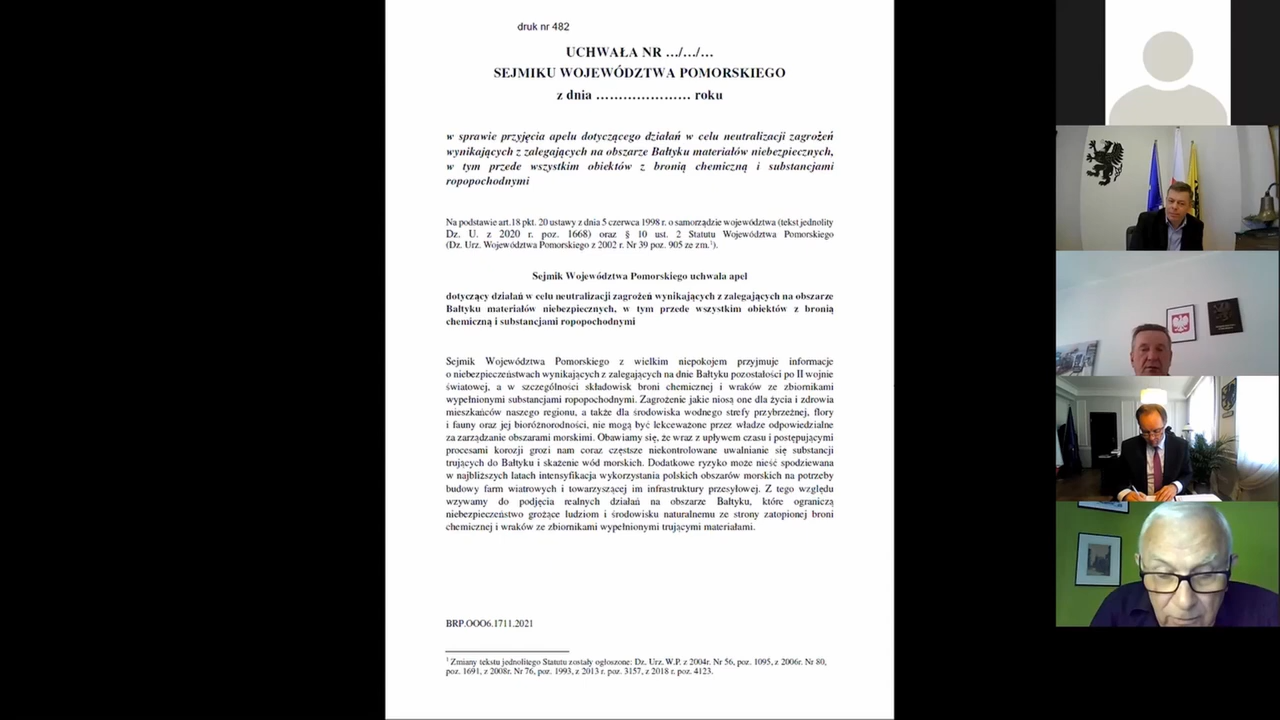 druk nr 482
UCHWAŁA NR …/…/…
SEJMIKU WOJEWÓDZTWA POMORSKIEGO
z dnia ………………… roku
w sprawie przyjęcia apelu dotyczącego działań w celu neutralizacji zagrożeń
wynikających z zalegających na obszarze Bałtyku materiałów niebezpiecznych,
w tym przede wszystkim obiektów z bronią chemiczną i substancjami
ropopochodnymi
Na podstawie art.18 pkt. 20 ustawy z dnia 5 czerwca 1998 r. o samorządzie województwa (tekst jednolity
Dz. U. z 2020 r. poz. 1668) oraz § 10 ust. 2 Statutu Województwa Pomorskiego
(Dz. Urz. Województwa Pomorskiego z 2002 r. Nr 39 poz. 905 ze zm.¹).
Sejmik Województwa Pomorskiego uchwala apel
dotyczący działań w celu neutralizacji zagrożeń wynikających z zalegających na obszarze
Bałtyku materiałów niebezpiecznych, w tym przede wszystkim obiektów z bronią
chemiczną i substancjami ropopochodnymi
Sejmik Województwa Pomorskiego z wielkim niepokojem przyjmuje informacje
o niebezpieczeństwach wynikających z zalegających na dnie Bałtyku pozostałości po II wojnie
światowej, a w szczególności składowisk broni chemicznej i wraków ze zbiornikami
wypełnionymi substancjami ropopochodnymi. Zagrożenie jakie niosą one dla życia i zdrowia
mieszkańców naszego regionu, a także dla środowiska wodnego strefy przybrzeżnej, flory
i fauny oraz jej bioróżnorodności, nie mogą być lekceważone przez władze odpowiedzialne
za zarządzanie obszarami morskimi. Obawiamy się, że wraz z upływem czasu i postępującymi
procesami korozji grozi nam coraz częstsze niekontrolowane uwalnianie się substancji
trujących do Bałtyku i skażenie wód morskich. Dodatkowe ryzyko może nieść spodziewana
w najbliższych latach intensyfikacja wykorzystania polskich obszarów morskich na potrzeby
budowy farm wiatrowych i towarzyszącej im infrastruktury przesyłowej. Z tego względu
wzywamy do podjęcia realnych działań na obszarze Bałtyku, które ograniczą
niebezpieczeństwo grożące ludziom i środowisku naturalnemu ze strony zatopionej broni
chemicznej i wraków ze zbiornikami wypełnionymi trującymi materiałami.
BRP.OOO6.1711.2021
¹ Zmiany tekstu jednolitego Statutu zostały ogłoszone: Dz. Urz. W.P. z 2004r. Nr 56, poz. 1095, z 2006r. Nr 80,
poz. 1691, z 2008r. Nr 76, poz. 1993, z 2013 r. poz. 3157, z 2018 r. poz. 4123.